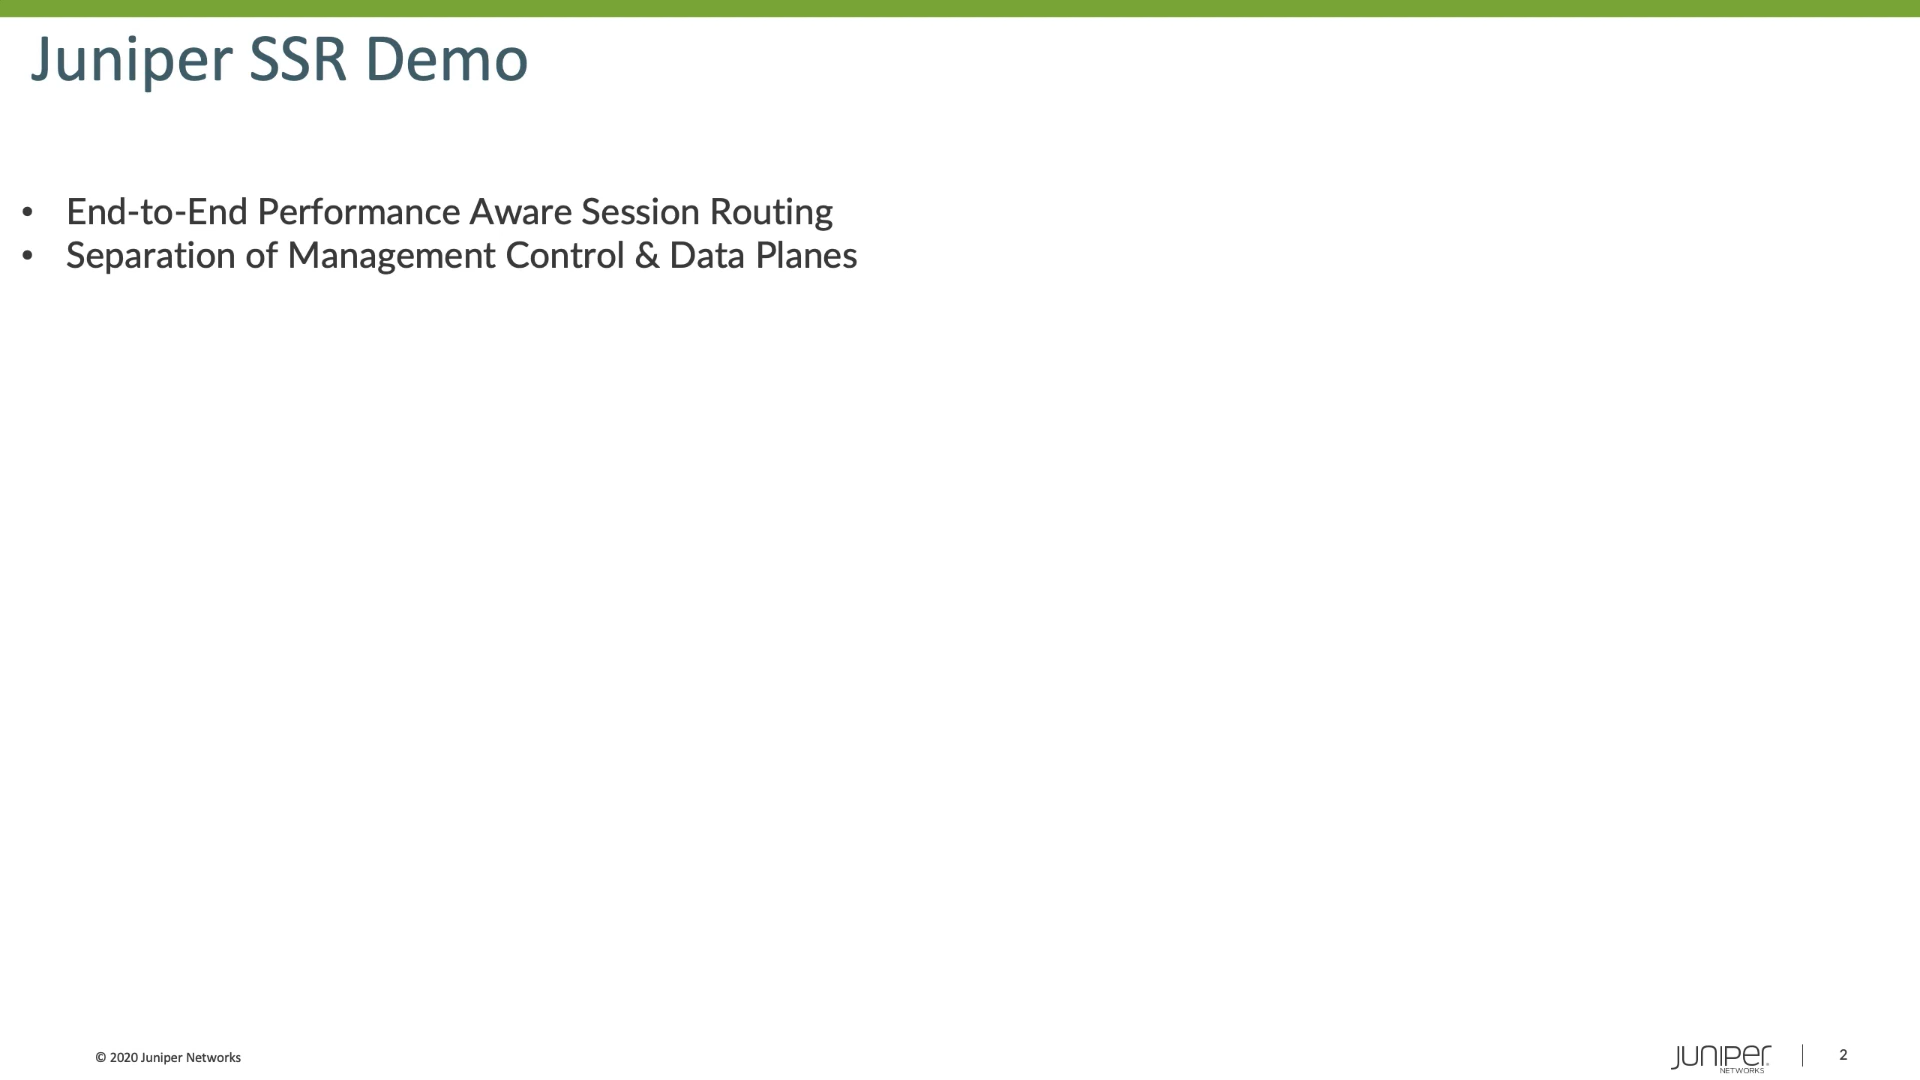 Juniper SSR Demo
• End-to-End Performance Aware Session Routing
• Separation of Management Control & Data Planes
© 2020 Juniper Networks
JUNIPER
NETWORKS
2